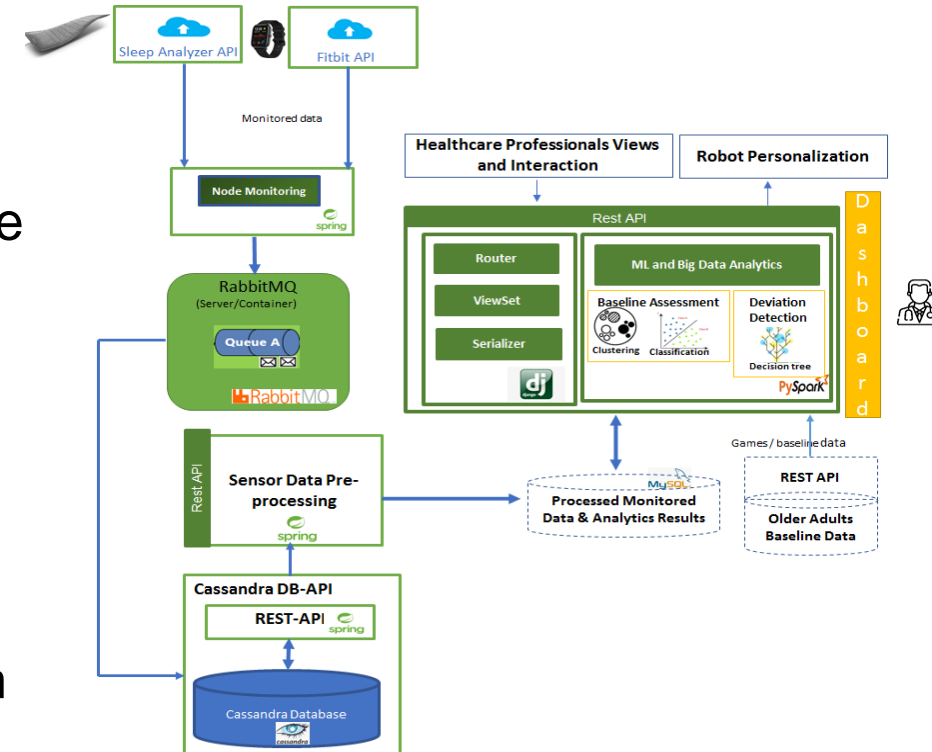 Sleep Analyzer API
Fitbit API
Monitored data
Node Monitoring
spring
e
RabbitMQ
(Server/Container)
Queue A
RabbitMQ
Healthcare Professionals Views
and Interaction
Robot Personalization
Rest API
Router
ViewSet
Serializer
dj
django
ML and Big Data Analytics
Baseline Assessment
Clustering
Classification
Deviation
Detection
Decision tree
PySpark
D
a
s
h
b
o
a
r
d
Rest API
Sensor Data Pre-
processing
spring
MySQL
Processed Monitored
Data & Analytics Results
Games / baseline data
REST API
Older Adults
Baseline Data
Cassandra DB-API
REST-API
spring
n
Cassandra Database
cassandra